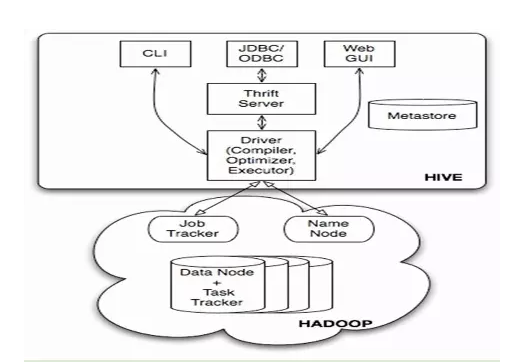 CLI
JDBC/
ODBC
Web
GUI
Thrift
Server
Metastore
Driver
(Compiler,
Optimizer,
Executor)
HIVE
Job
Tracker
Name
Node
Data Node
+
Task
Tracker
HADOOP